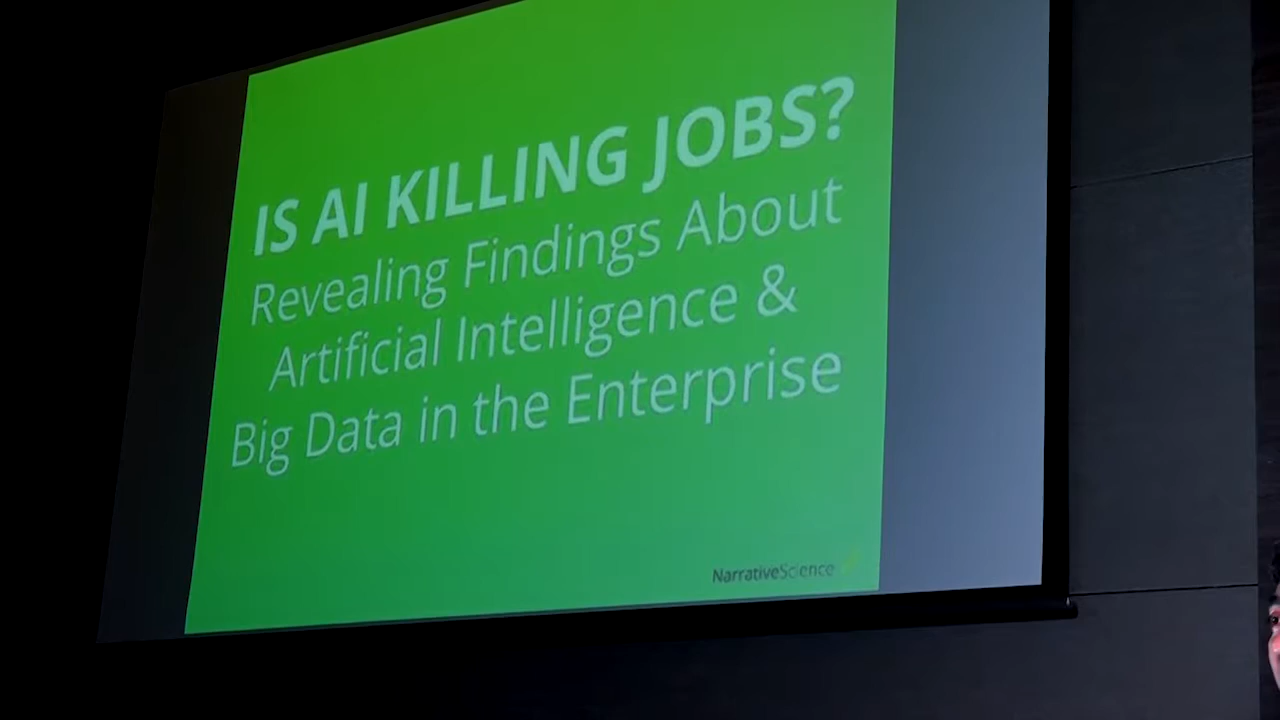 IS AI KILLING JOBS?
Revealing Findings About
Artificial Intelligence &
Big Data in the Enterprise
NarrativeScience